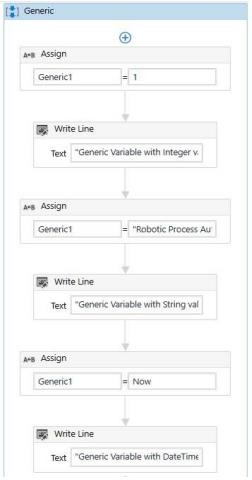 Generic
A+B Assign
Generic1 = 1
Write Line
Text "Generic Variable with Integer v
A+B Assign
Generic1 = "Robotic Process Au
Write Line
Text "Generic Variable with String val
A+B Assign
Generic1 = Now
Write Line
Text "Generic Variable with DateTime